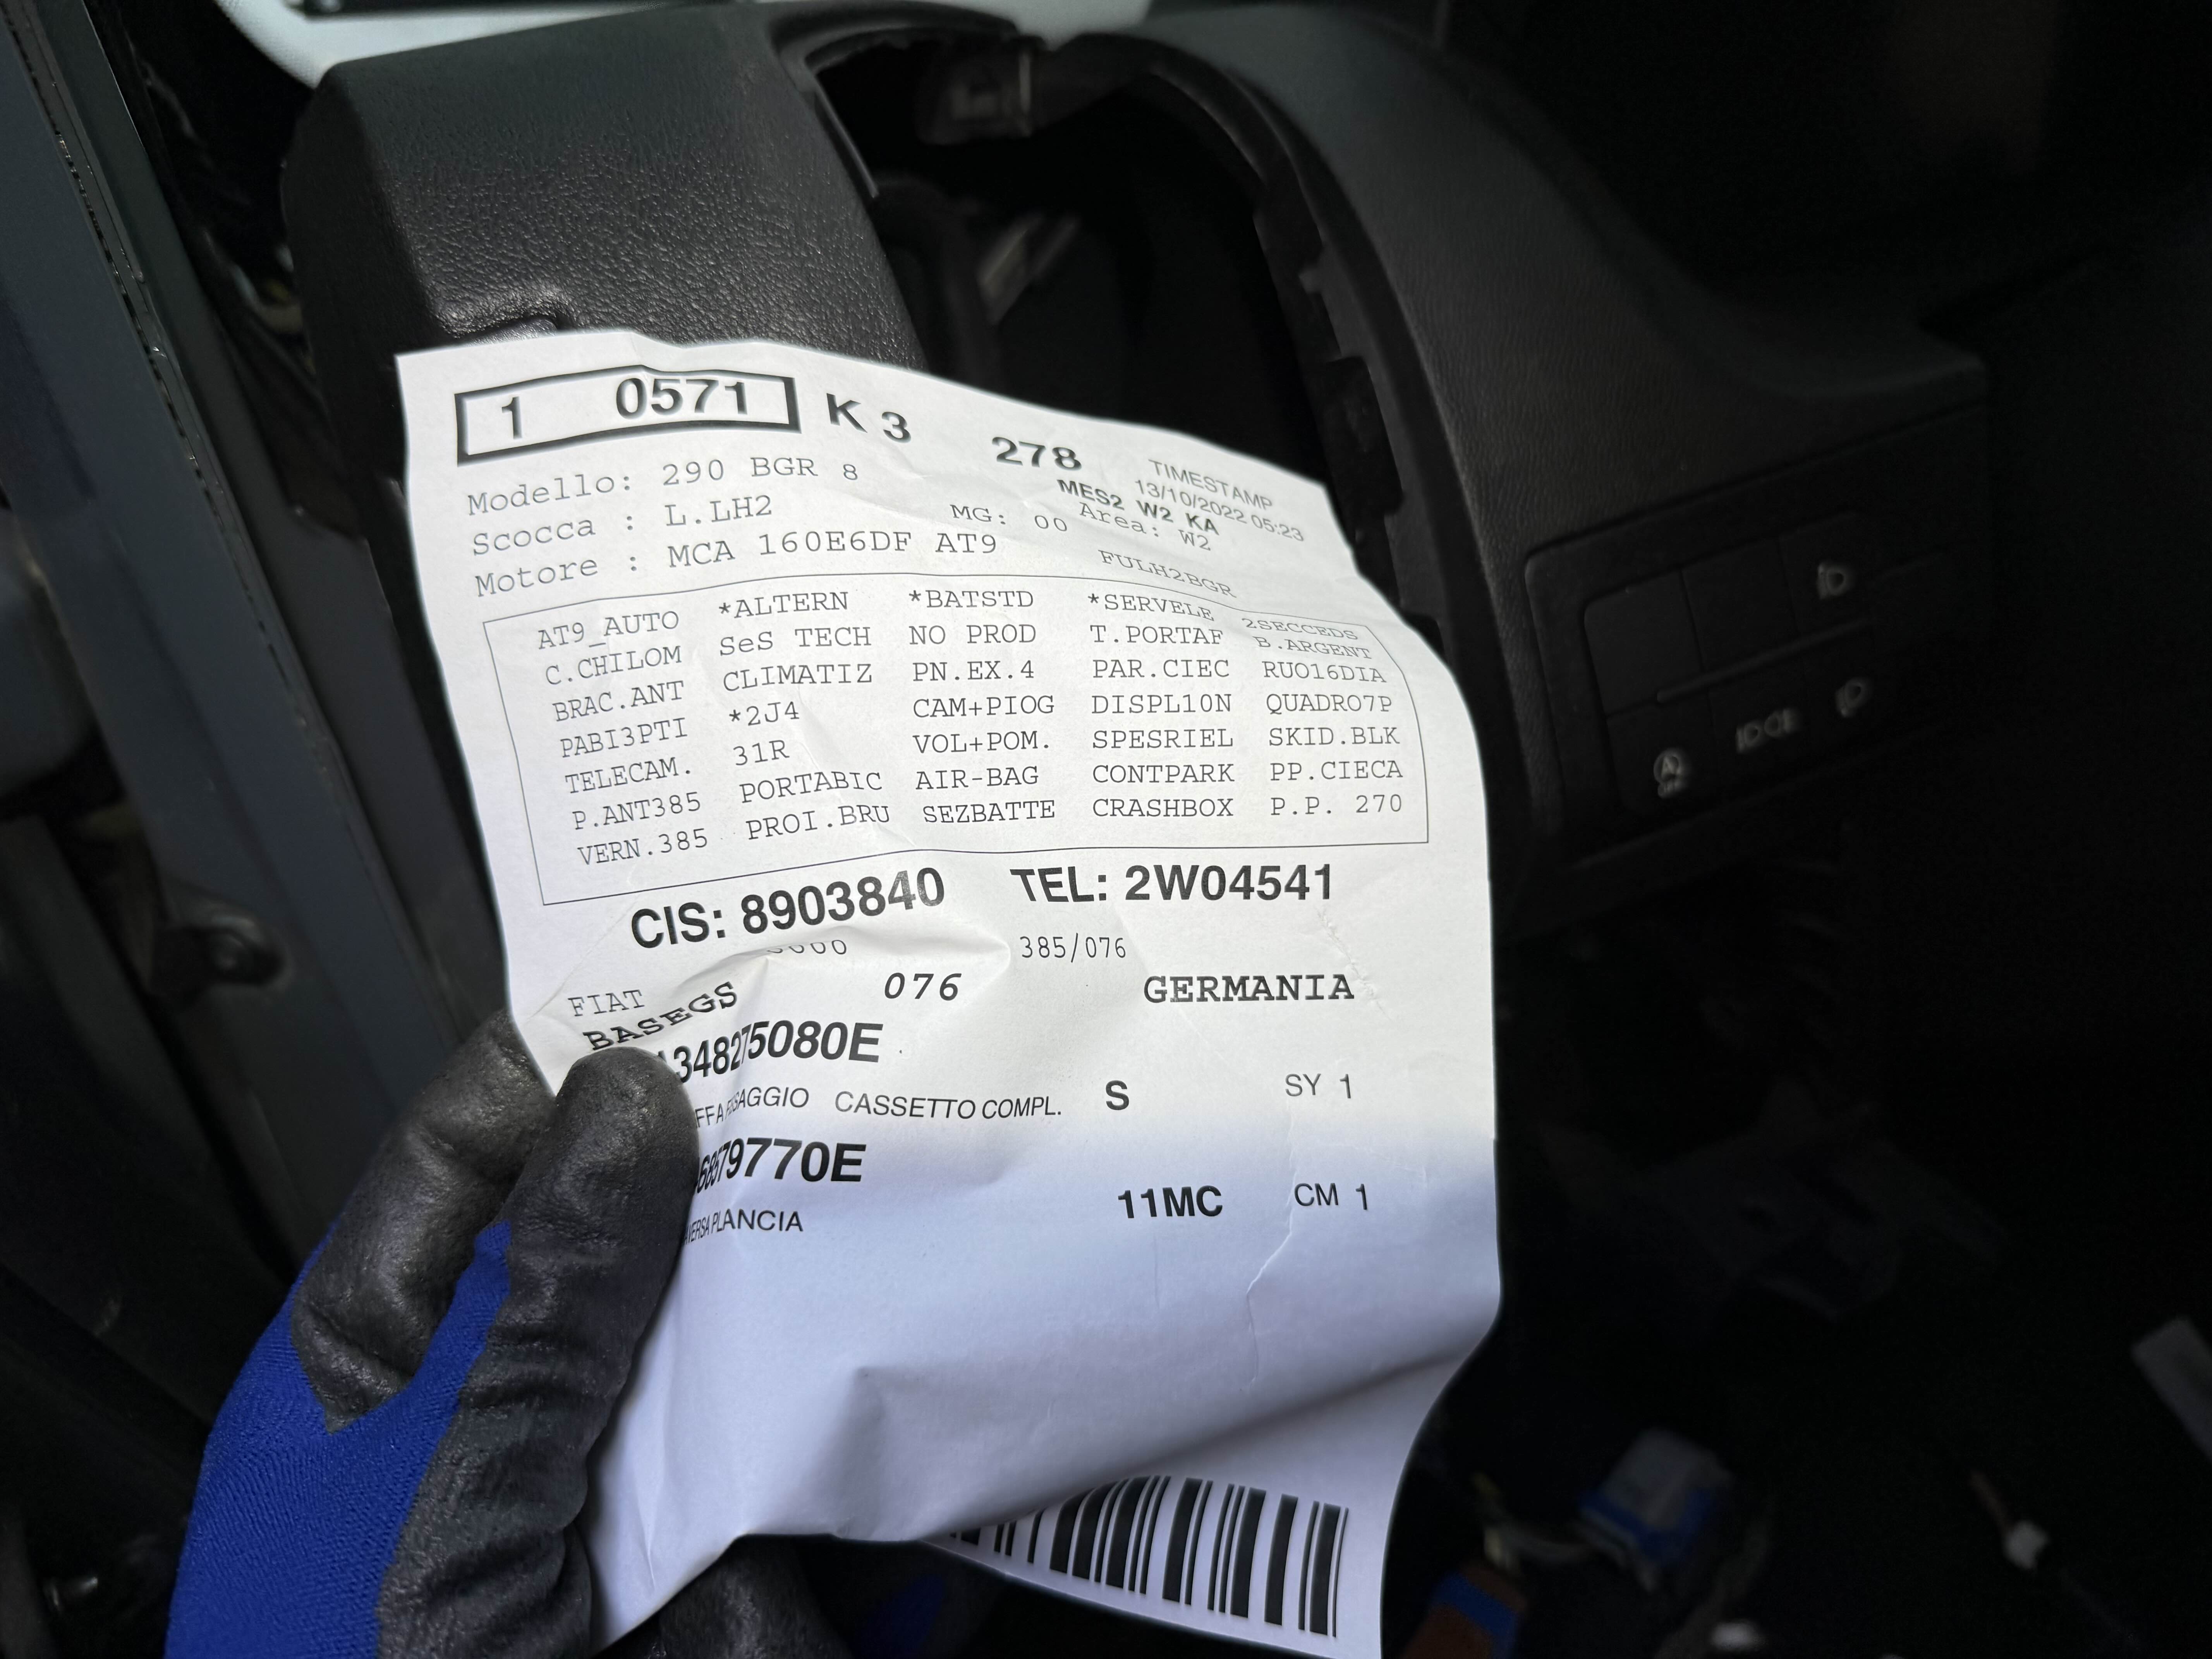 1 0571 K 3 278 TIMESTAMP
13/10/2022 05:23
MES2 W2 KA
Modello: 290 BGR 8
Scocca : L.LH2 MG: 00 Area: W2
Motore : MCA 160E6DF AT9 FULH2BGR
AT9_AUTO *ALTERN *BATSTD *SERVELE 2SECCEDS
C.CHILOM SeS TECH NO PROD T.PORTAF B.ARGENT
BRAC.ANT CLIMATIZ PN.EX.4 PAR.CIEC RUO16DIA
PABI3PTI *2J4 CAM+PIOG DISPL10N QUADRO7P
TELECAM. 31R VOL+POM. SPESRIEL SKID.BLK
P.ANT385 PORTABIC AIR-BAG CONTPARK PP.CIECA
VERN.385 PROI.BRU SEZBATTE CRASHBOX P.P. 270
CIS: 8903840 TEL: 2W04541
385/076
FIAT 076 GERMANIA
BASEGS
348275080E
CASSETTO COMPL. S SY 1
68579770E
PLANCIA 11MC CM 1